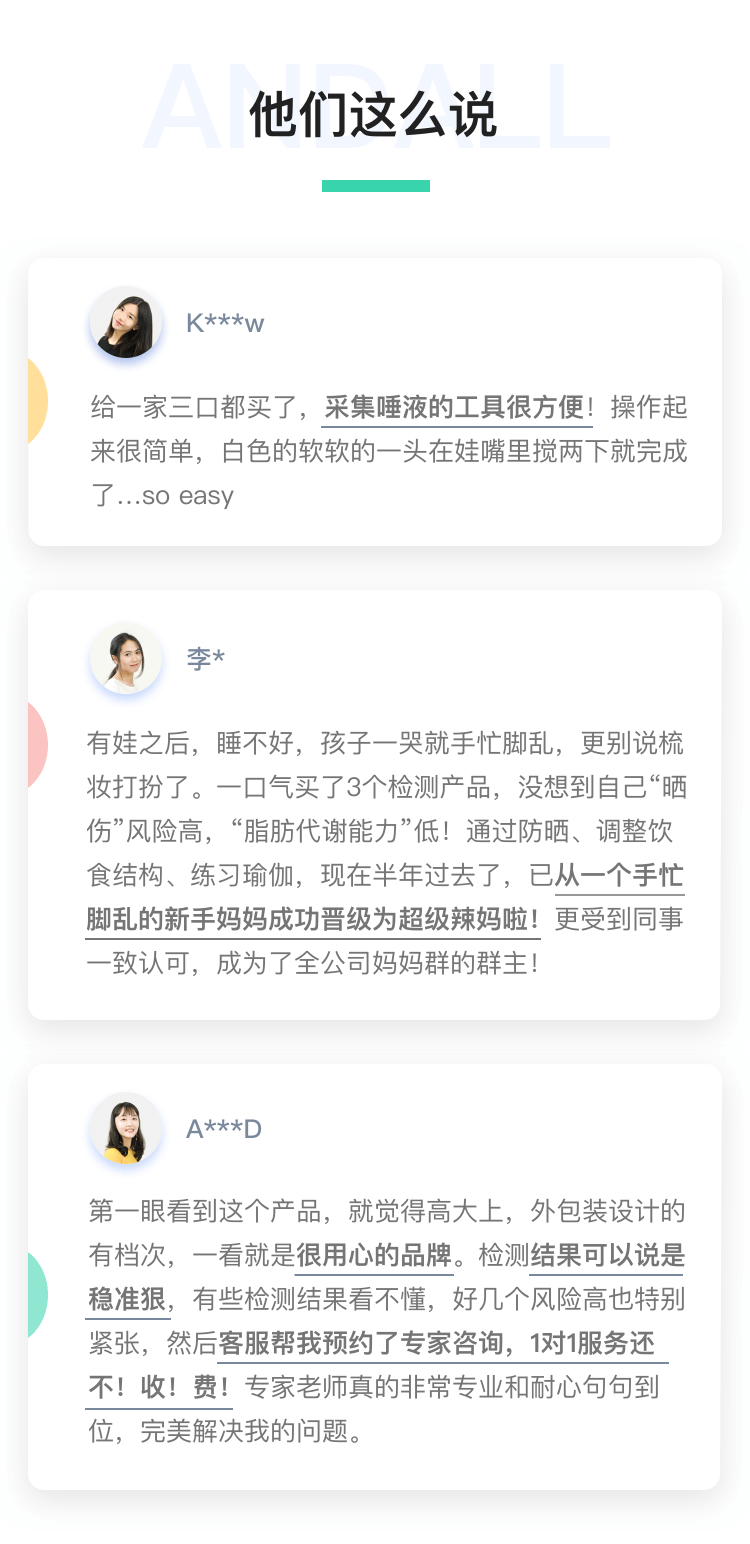 ANDALL
他们这么说
K***w
给一家三口都买了，采集唾液的工具很方便！操作起
来很简单，白色的软软的一头在娃嘴里搅两下就完成
了...so easy
李*
有娃之后，睡不好，孩子一哭就手忙脚乱，更别说梳
妆打扮了。一口气买了3个检测产品，没想到自己“晒
伤”风险高，“脂肪代谢能力”低！通过防晒、调整饮
食结构、练习瑜伽，现在半年过去了，已从一个手忙
脚乱的新手妈妈成功晋级为超级辣妈啦！更受到同事
一致认可，成为了全公司妈妈群的群主！
A***D
第一眼看到这个产品，就觉得高大上，外包装设计的
有档次，一看就是很用心的品牌。检测结果可以说是
稳准狠，有些检测结果看不懂，好几个风险高也特别
紧张，然后客服帮我预约了专家咨询，1对1服务还
不！收！费！专家老师真的非常专业和耐心句句到
位，完美解决我的问题。